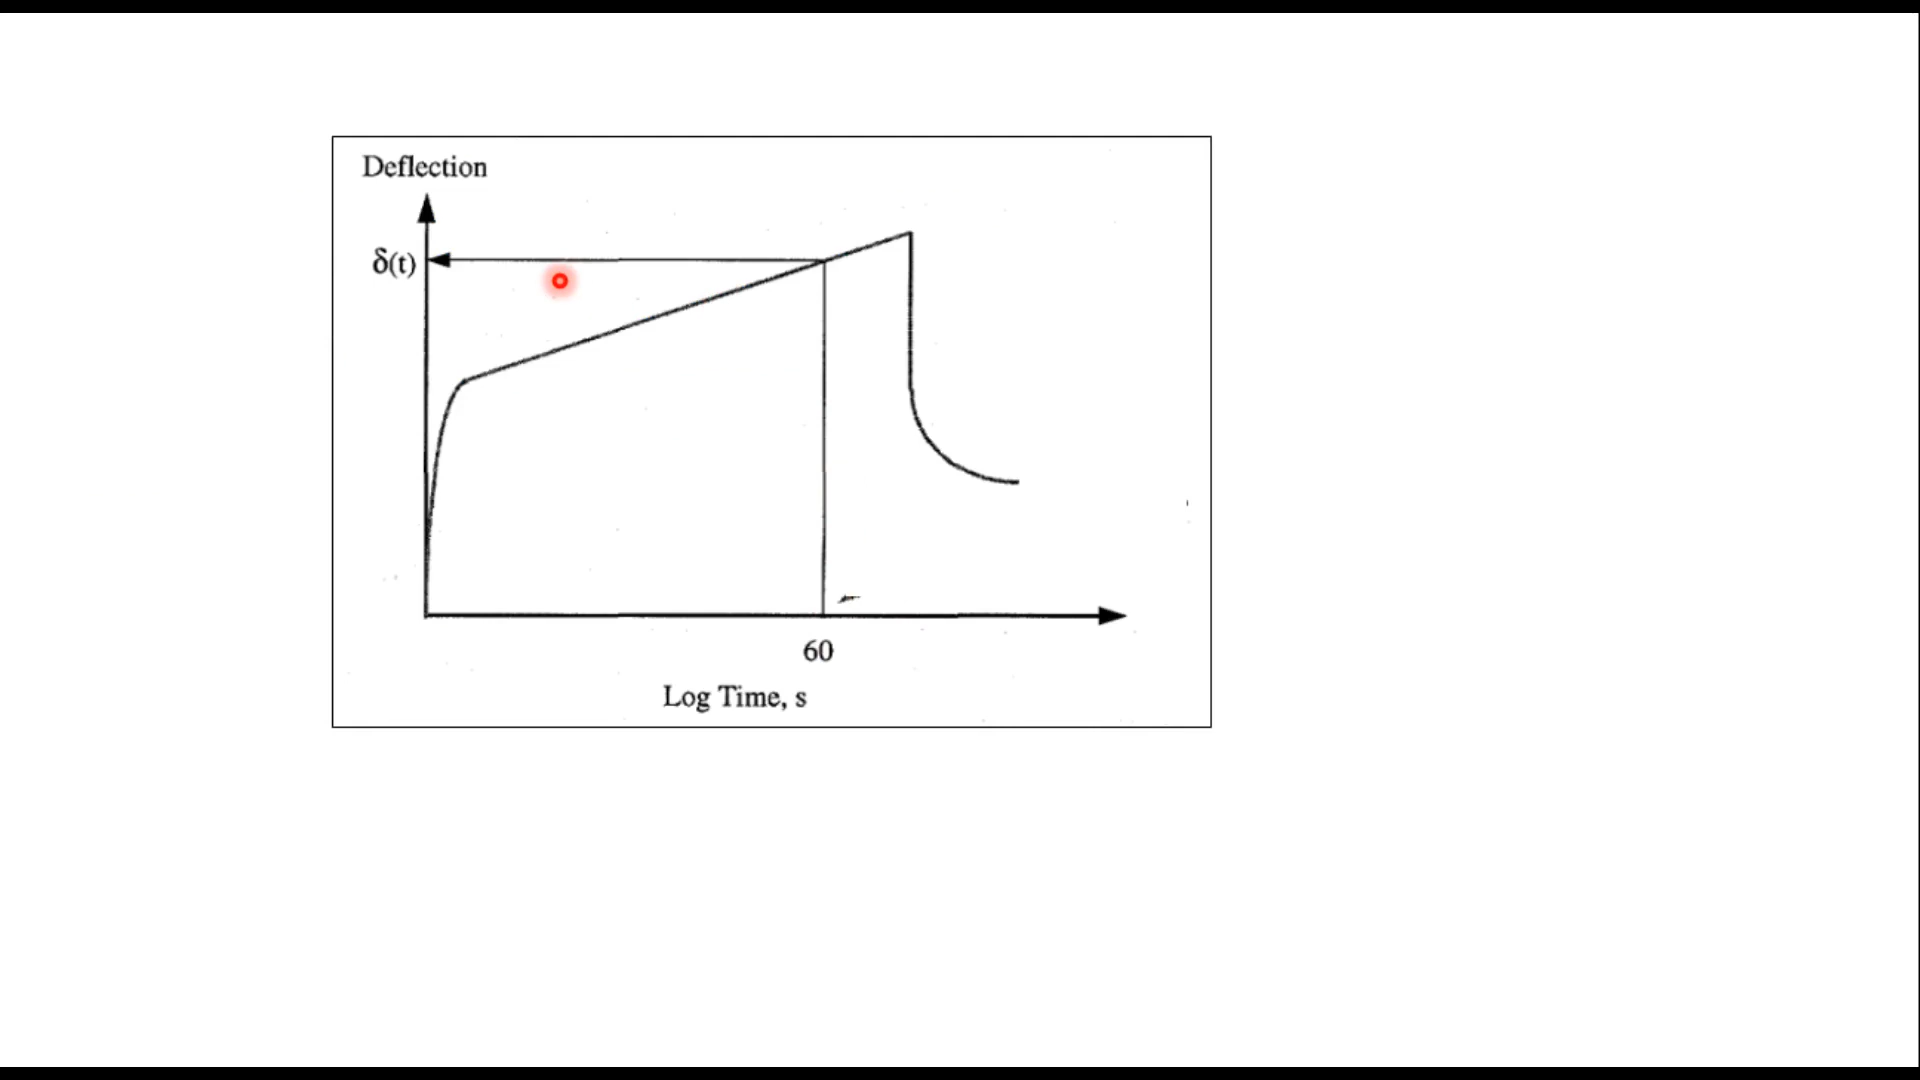 Deflection
δ(t)
60
Log Time, s